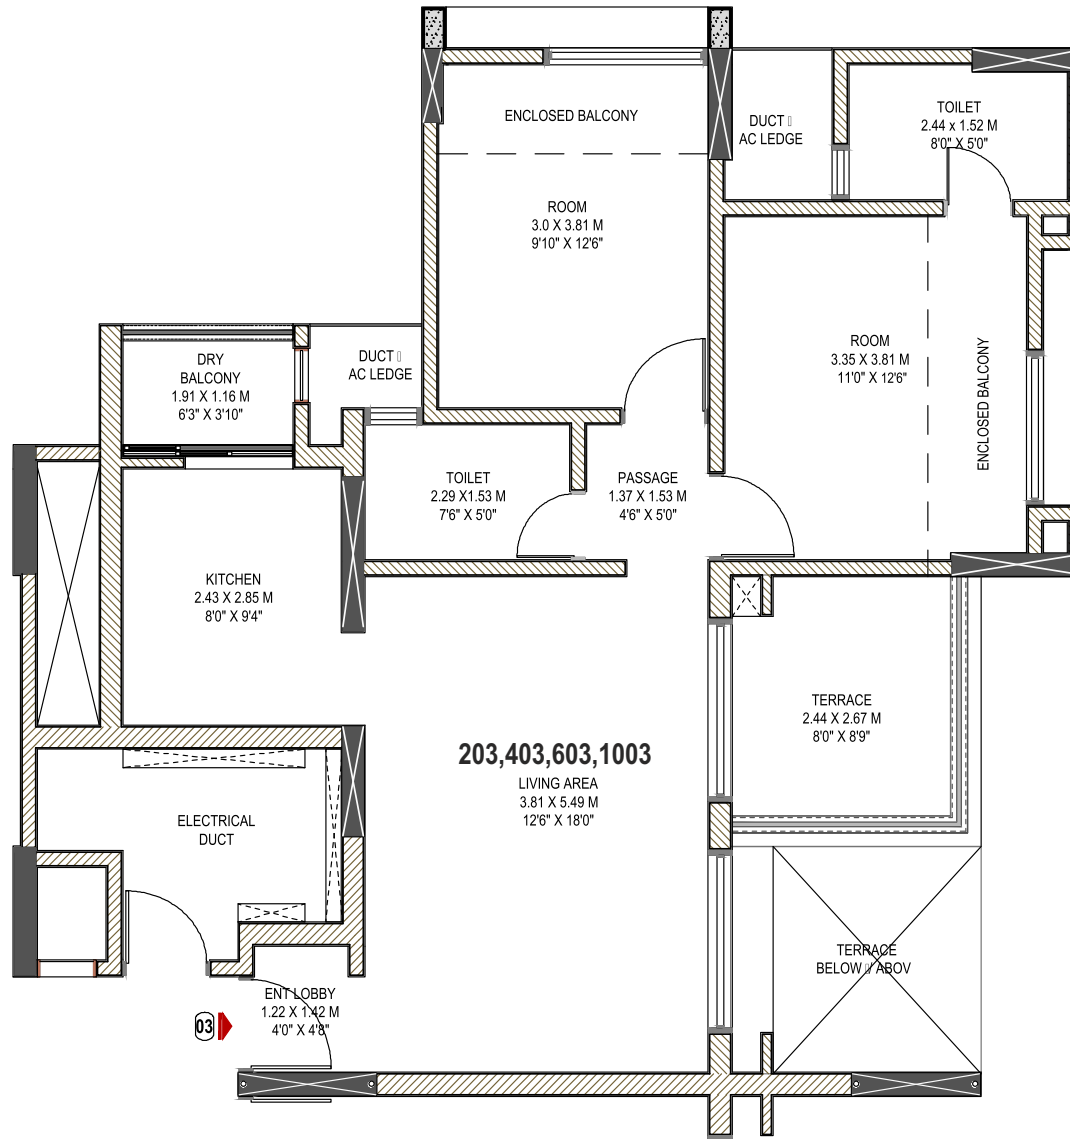 ENCLOSED BALCONY
DUCT
AC LEDGE
TOILET
2.44 x 1.52 M
8'0" X 5'0"
ROOM
3.0 X 3.81 M
9'10" X 12'6"
ROOM
3.35 X 3.81 M
11'0" X 12'6"
ENCLOSED BALCONY
DRY
BALCONY
1.91 X 1.16 M
6'3" X 3'10"
DUCT
AC LEDGE
TOILET
2.29 X1.53 M
7'6" X 5'0"
PASSAGE
1.37 X 1.53 M
4'6" X 5'0"
KITCHEN
2.43 X 2.85 M
8'0" X 9'4"
TERRACE
2.44 X 2.67 M
8'0" X 8'9"
203,403,603,1003
LIVING AREA
3.81 X 5.49 M
12'6" X 18'0"
ELECTRICAL
DUCT
TERRACE
BELOW / ABOV
ENT LOBBY
1.22 X 1.42 M
4'0" X 4'8"
03